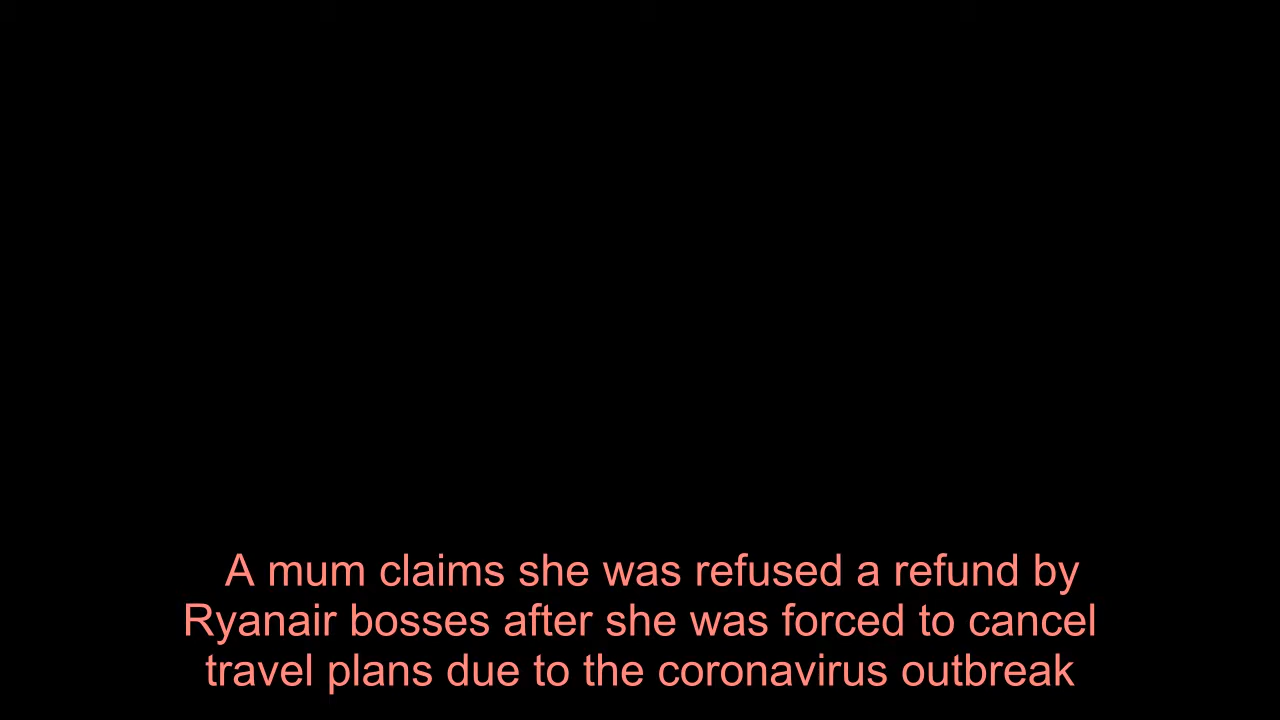 A mum claims she was refused a refund by
Ryanair bosses after she was forced to cancel
travel plans due to the coronavirus outbreak